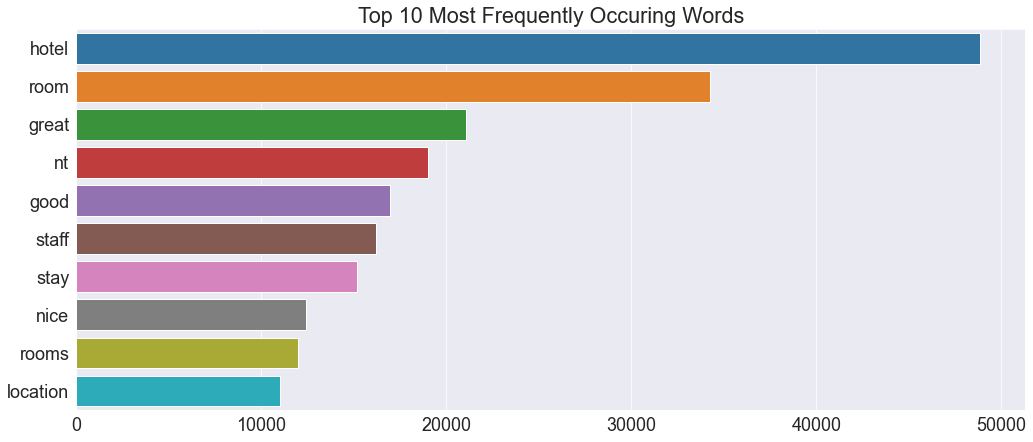 Top 10 Most Frequently Occuring Words
hotel
room
great
nt
good
staff
stay
nice
rooms
location
0 10000 20000 30000 40000 50000